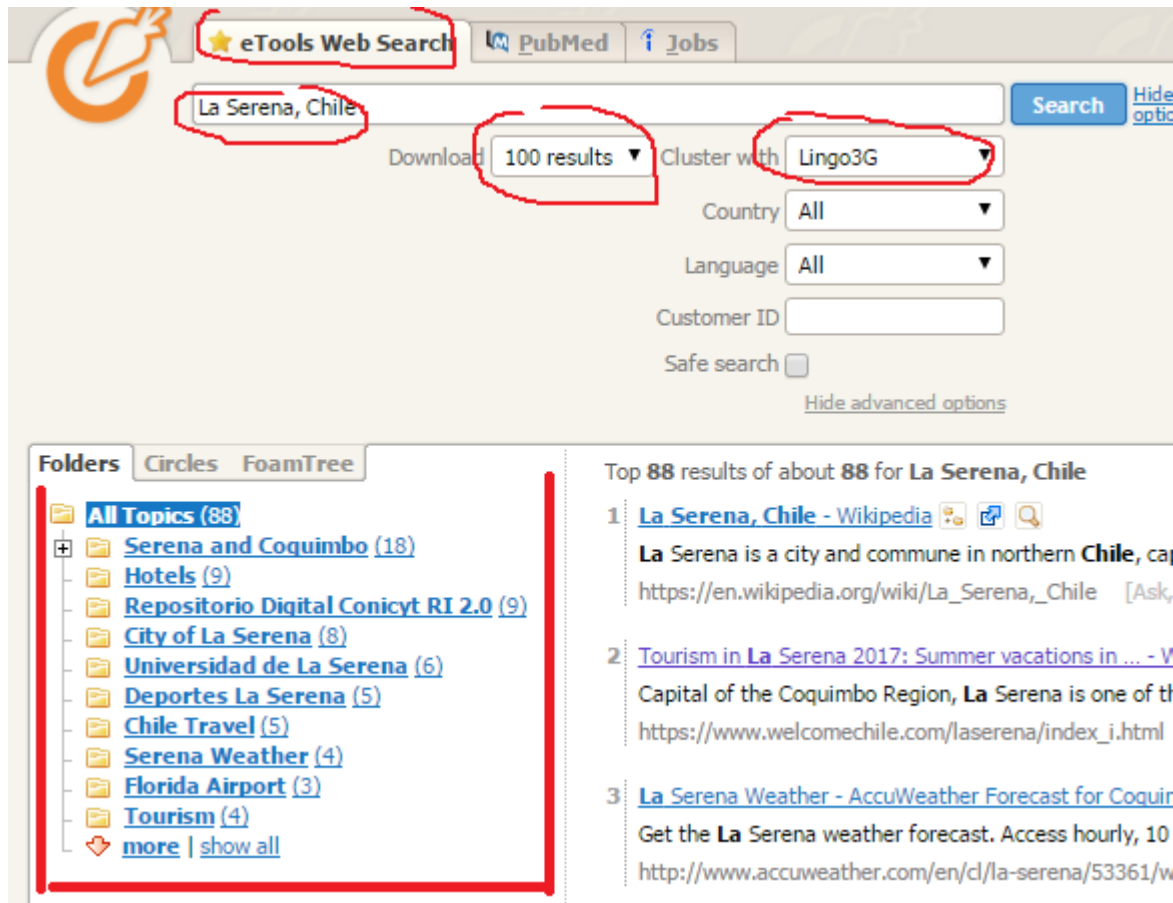 eTools Web Search PubMed Jobs
La Serena, Chile Search Hide
optio
Download 100 results Cluster with Lingo3G
Country All
Language All
Customer ID
Safe search
Hide advanced options
Folders Circles FoamTree
All Topics (88)
Serena and Coquimbo (18)
Hotels (9)
Repositorio Digital Conicyt RI 2.0 (9)
City of La Serena (8)
Universidad de La Serena (6)
Deportes La Serena (5)
Chile Travel (5)
Serena Weather (4)
Florida Airport (3)
Tourism (4)
more | show all
Top 88 results of about 88 for La Serena, Chile
1 La Serena, Chile - Wikipedia
La Serena is a city and commune in northern Chile, cap
https://en.wikipedia.org/wiki/La_Serena,_Chile [Ask,
2 Tourism in La Serena 2017: Summer vacations in ... - W
Capital of the Coquimbo Region, La Serena is one of th
https://www.welcomechile.com/laserena/index_i.html
3 La Serena Weather - AccuWeather Forecast for Coquim
Get the La Serena weather forecast. Access hourly, 10
http://www.accuweather.com/en/cl/la-serena/53361/w